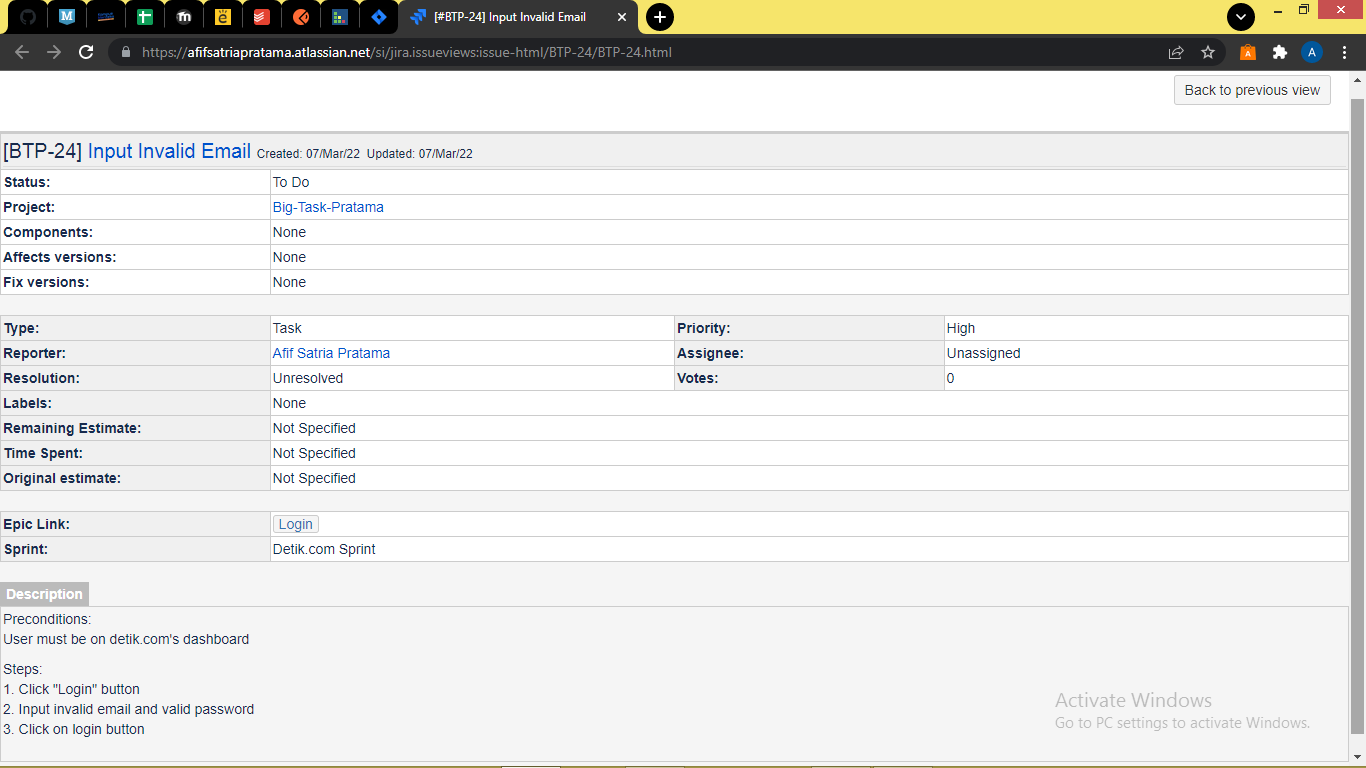 [#BTP-24] Input Invalid Email
https://afifsatriapratama.atlassian.net/si/jira.issueviews:issue-html/BTP-24/BTP-24.html
A
Back to previous view
[BTP-24] Input Invalid Email Created: 07/Mar/22 Updated: 07/Mar/22
Status: To Do
Project: Big-Task-Pratama
Components: None
Affects versions: None
Fix versions: None
Type: Task Priority: High
Reporter: Afif Satria Pratama Assignee: Unassigned
Resolution: Unresolved Votes: 0
Labels: None
Remaining Estimate: Not Specified
Time Spent: Not Specified
Original estimate: Not Specified
Epic Link: Login
Sprint: Detik.com Sprint
Description
Preconditions:
User must be on detik.com's dashboard
Steps:
1. Click "Login" button
2. Input invalid email and valid password
3. Click on login button
Activate Windows
Go to PC settings to activate Windows.